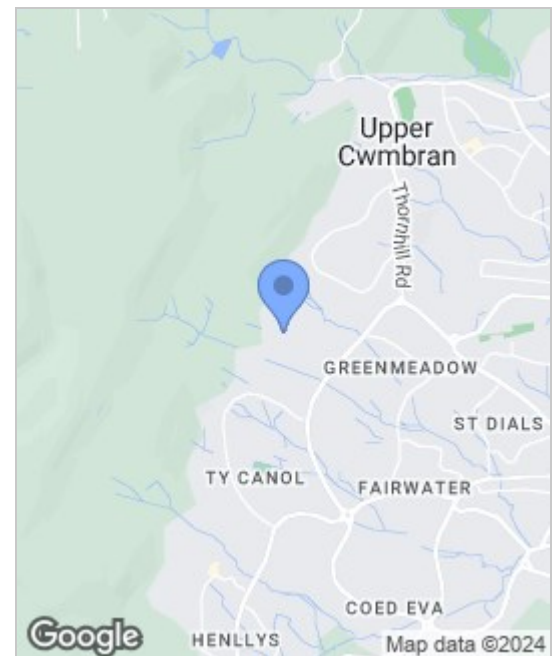 Upper
Cwmbran
Thornhill Rd
GREENMEADOW
ST DIALS
TY CANOL
FAIRWATER
COED EVA
HENLLYS
Google
Map data ©2024